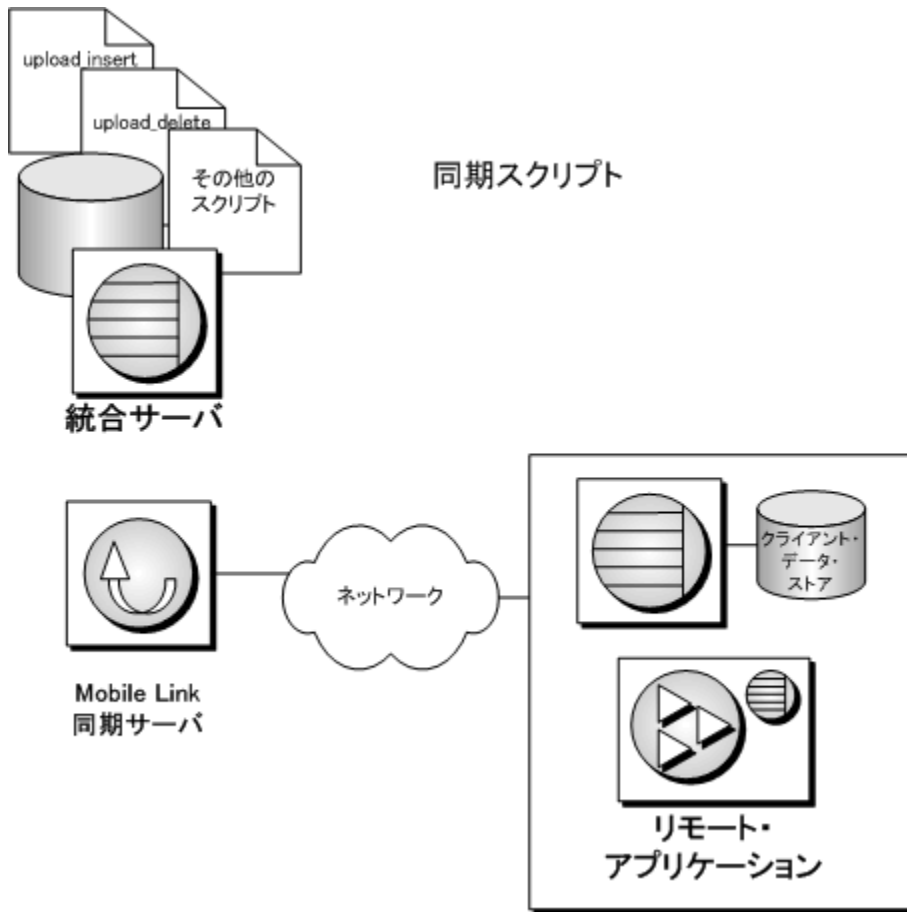 upload_insert
upload_delete
その他の
スクリプト
同期スクリプト
統合サーバ
Mobile Link
同期サーバ
ネットワーク
クライアント・
データ・
ストア
リモート・
アプリケーション